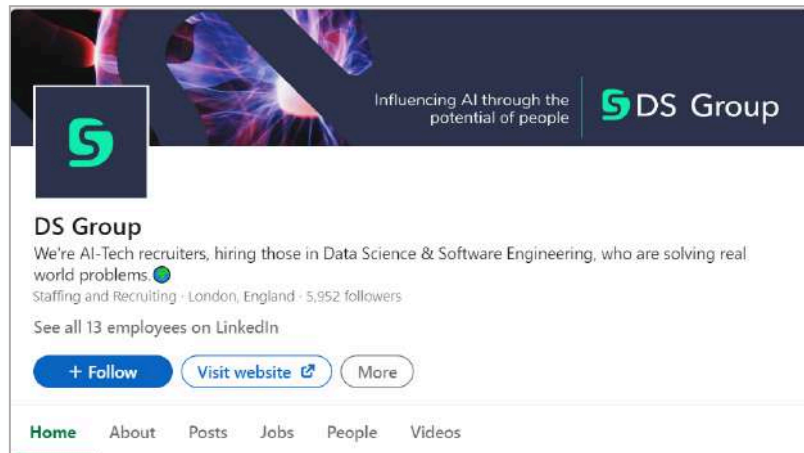 Influencing AI through the
potential of people
DS Group
DS Group
We're AI-Tech recruiters, hiring those in Data Science & Software Engineering, who are solving real
world problems.
Staffing and Recruiting · London, England · 5,952 followers
See all 13 employees on LinkedIn
+ Follow
Visit website
More
Home About Posts Jobs People Videos